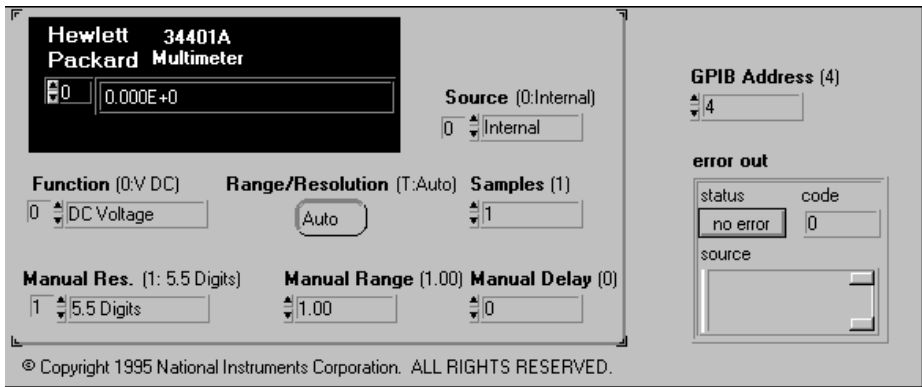 Hewlett 34401A
Packard Multimeter
0 0.000E+0
Source (0:Internal)
0 Internal
GPIB Address (4)
4
Function (0:V DC) Range/Resolution (T:Auto) Samples (1)
0 DC Voltage Auto 1
Manual Res. (1: 5.5 Digits) Manual Range (1.00) Manual Delay (0)
1 5.5 Digits 1.00 0
error out
status code
no error 0
source
© Copyright 1995 National Instruments Corporation. ALL RIGHTS RESERVED.